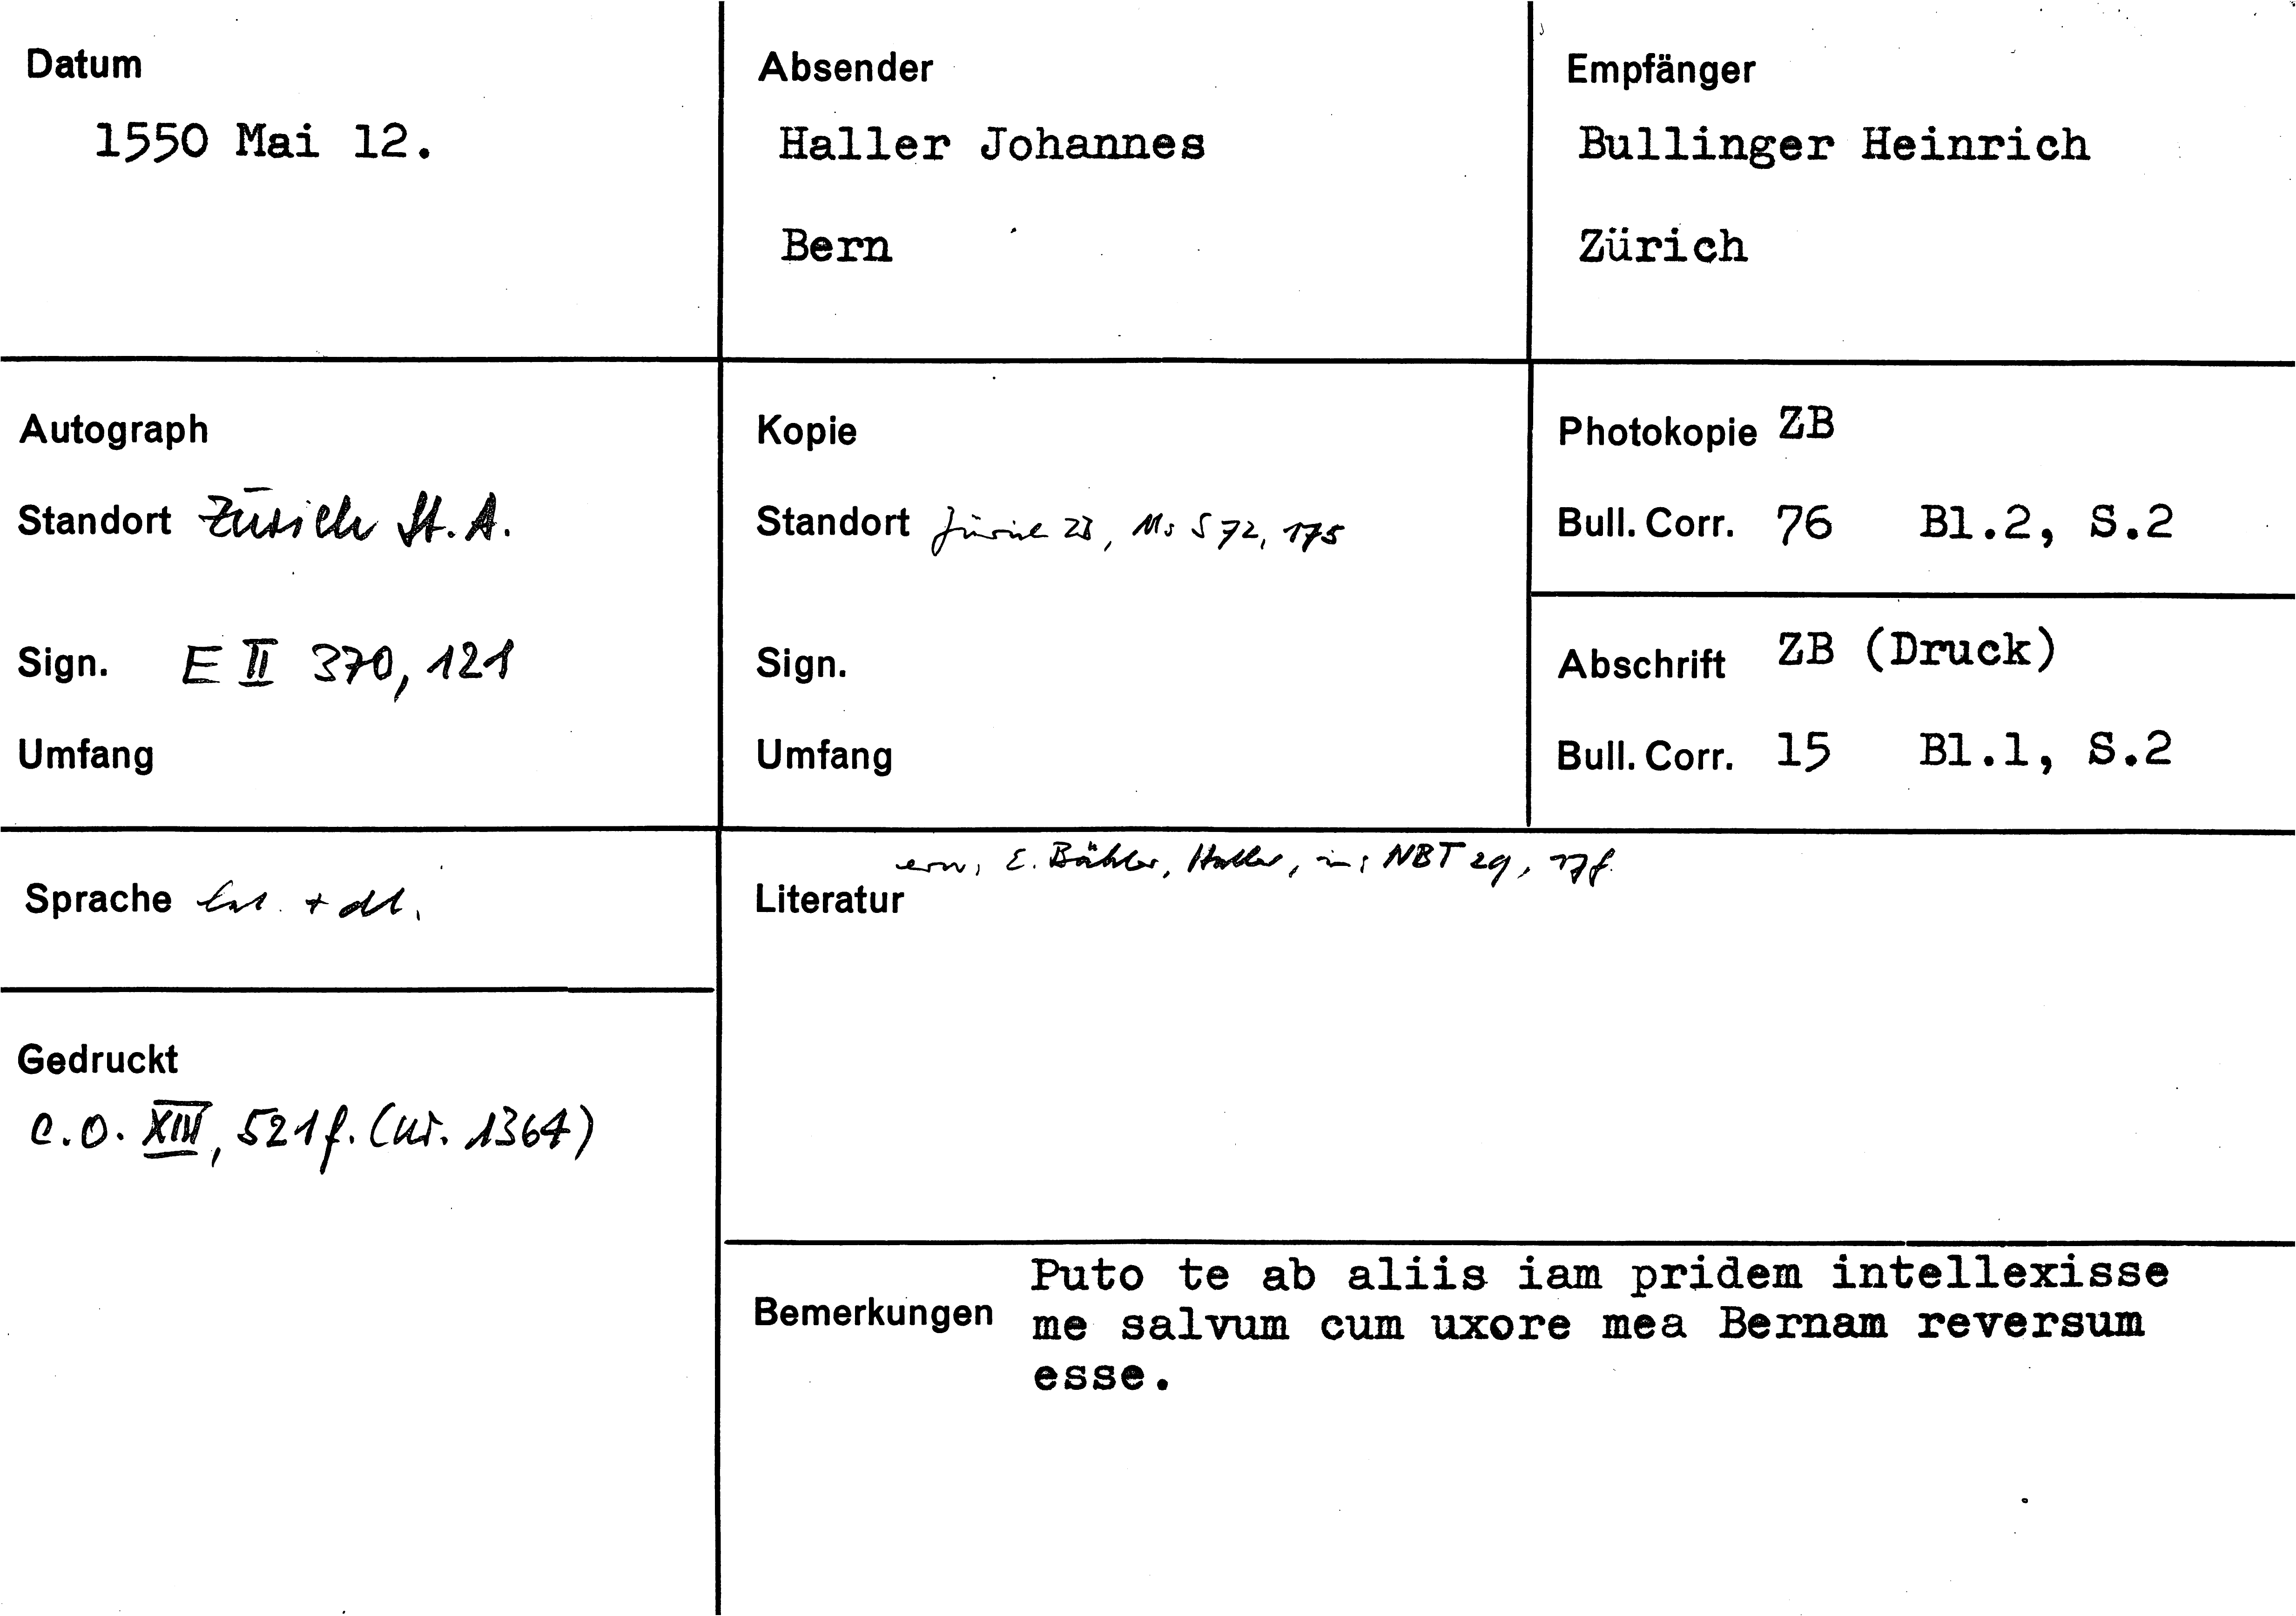 Datum
1550 Mai 12.
Absender
Haller Johannes
Bern
Empfänger
Bullinger Heinrich
Zürich
Autograph
Standort Zürich St. A.
Sign. E II 370, 121
Umfang
Kopie
Standort Zürich ZB, Ms S 72, 175
Sign.
Umfang
Photokopie ZB
Bull. Corr. 76 Bl.2, S.2
Abschrift ZB (Druck)
Bull. Corr. 15 Bl.1, S.2
Sprache lat. + dt.
Gedruckt
C.O. XIII, 521f. (Nr. 1364)
erw, E. Bähler, Haller, in: NBT 29, 17f.
Literatur
Bemerkungen
Puto te ab aliis iam pridem intellexisse
me salvum cum uxore mea Bernam reversum
esse.